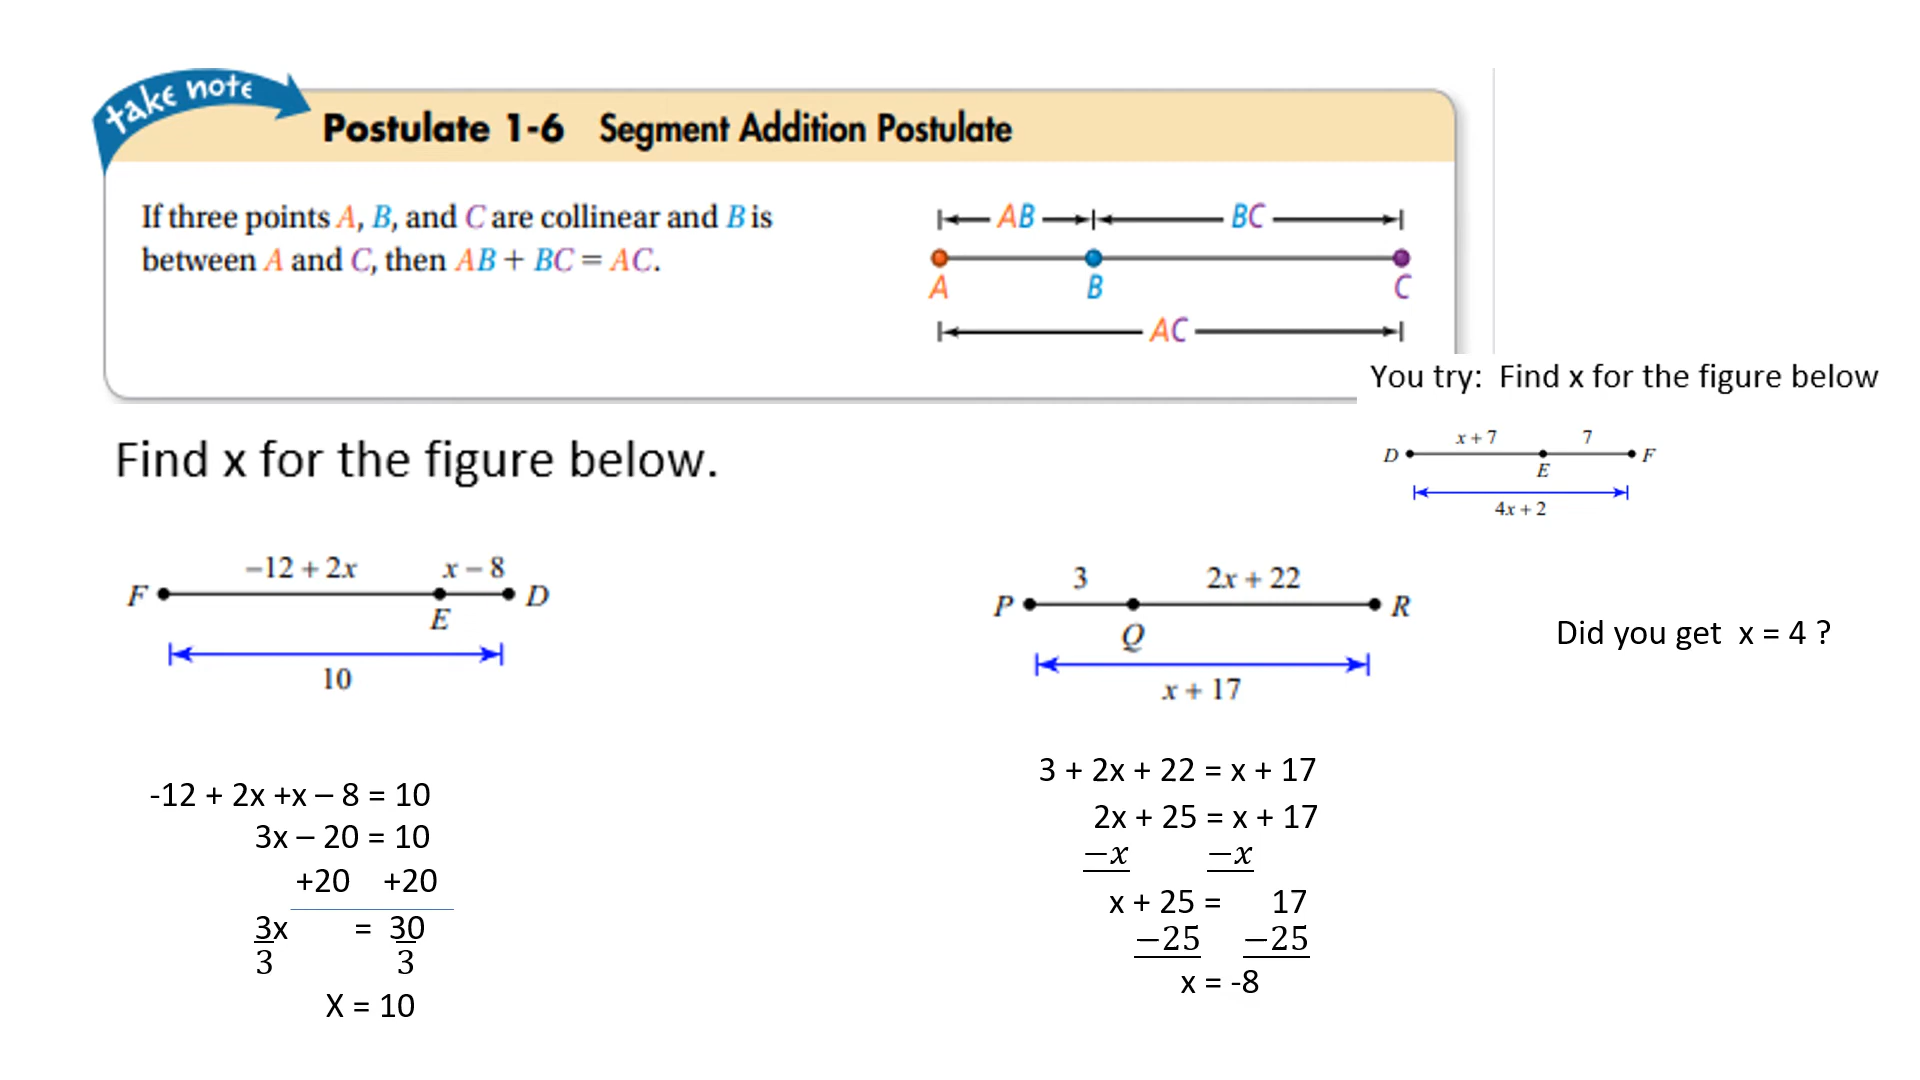 take note
Postulate 1-6 Segment Addition Postulate
If three points A, B, and C are collinear and B is
between A and C, then AB + BC = AC.
AB BC
A B C
AC
You try: Find x for the figure below
x + 7 7
D E F
4x + 2
Did you get x = 4 ?
Find x for the figure below.
−12 + 2x x − 8
F E D
10
-12 + 2x +x – 8 = 10
3x – 20 = 10
+20 +20
3x = 30
3 3
X = 10
3 2x + 22
P Q R
x + 17
3 + 2x + 22 = x + 17
2x + 25 = x + 17
−x −x
x + 25 = 17
−25 −25
x = -8